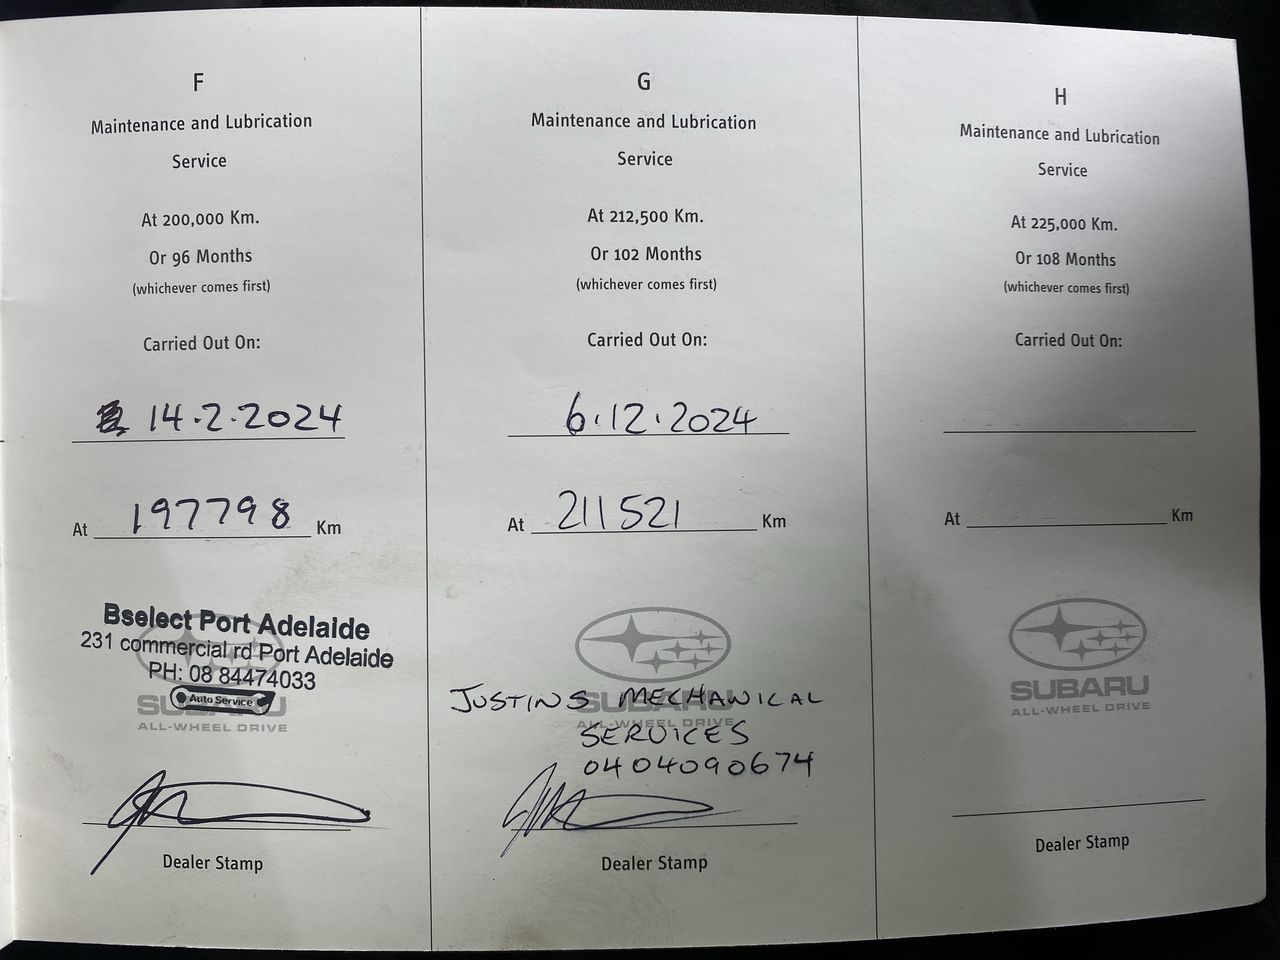 F
Maintenance and Lubrication
Service
At 200,000 Km.
Or 96 Months
(whichever comes first)
Carried Out On:
14.2.2024
At 197798 Km
Bselect Port Adelaide
231 commercial rd Port Adelaide
PH: 08 84474033
Auto Service
SUBARU
ALL-WHEEL DRIVE
Dealer Stamp
G
Maintenance and Lubrication
Service
At 212,500 Km.
Or 102 Months
(whichever comes first)
Carried Out On:
6.12.2024
At 211521 Km
JUSTINS MECHANICAL
SUBARU
ALL-WHEEL DRIVE
SERVICES
0404090674
Dealer Stamp
H
Maintenance and Lubrication
Service
At 225,000 Km.
Or 108 Months
(whichever comes first)
Carried Out On:
At Km
SUBARU
ALL-WHEEL DRIVE
Dealer Stamp